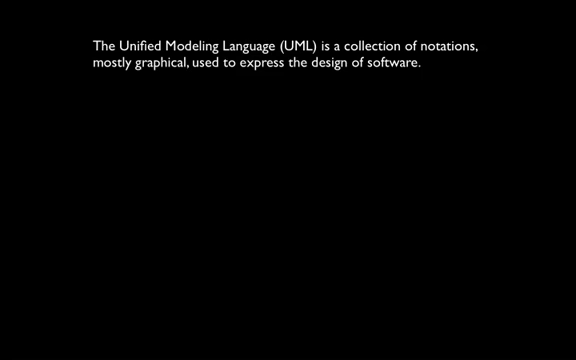 The Unified Modeling Language (UML) is a collection of notations,
mostly graphical, used to express the design of software.